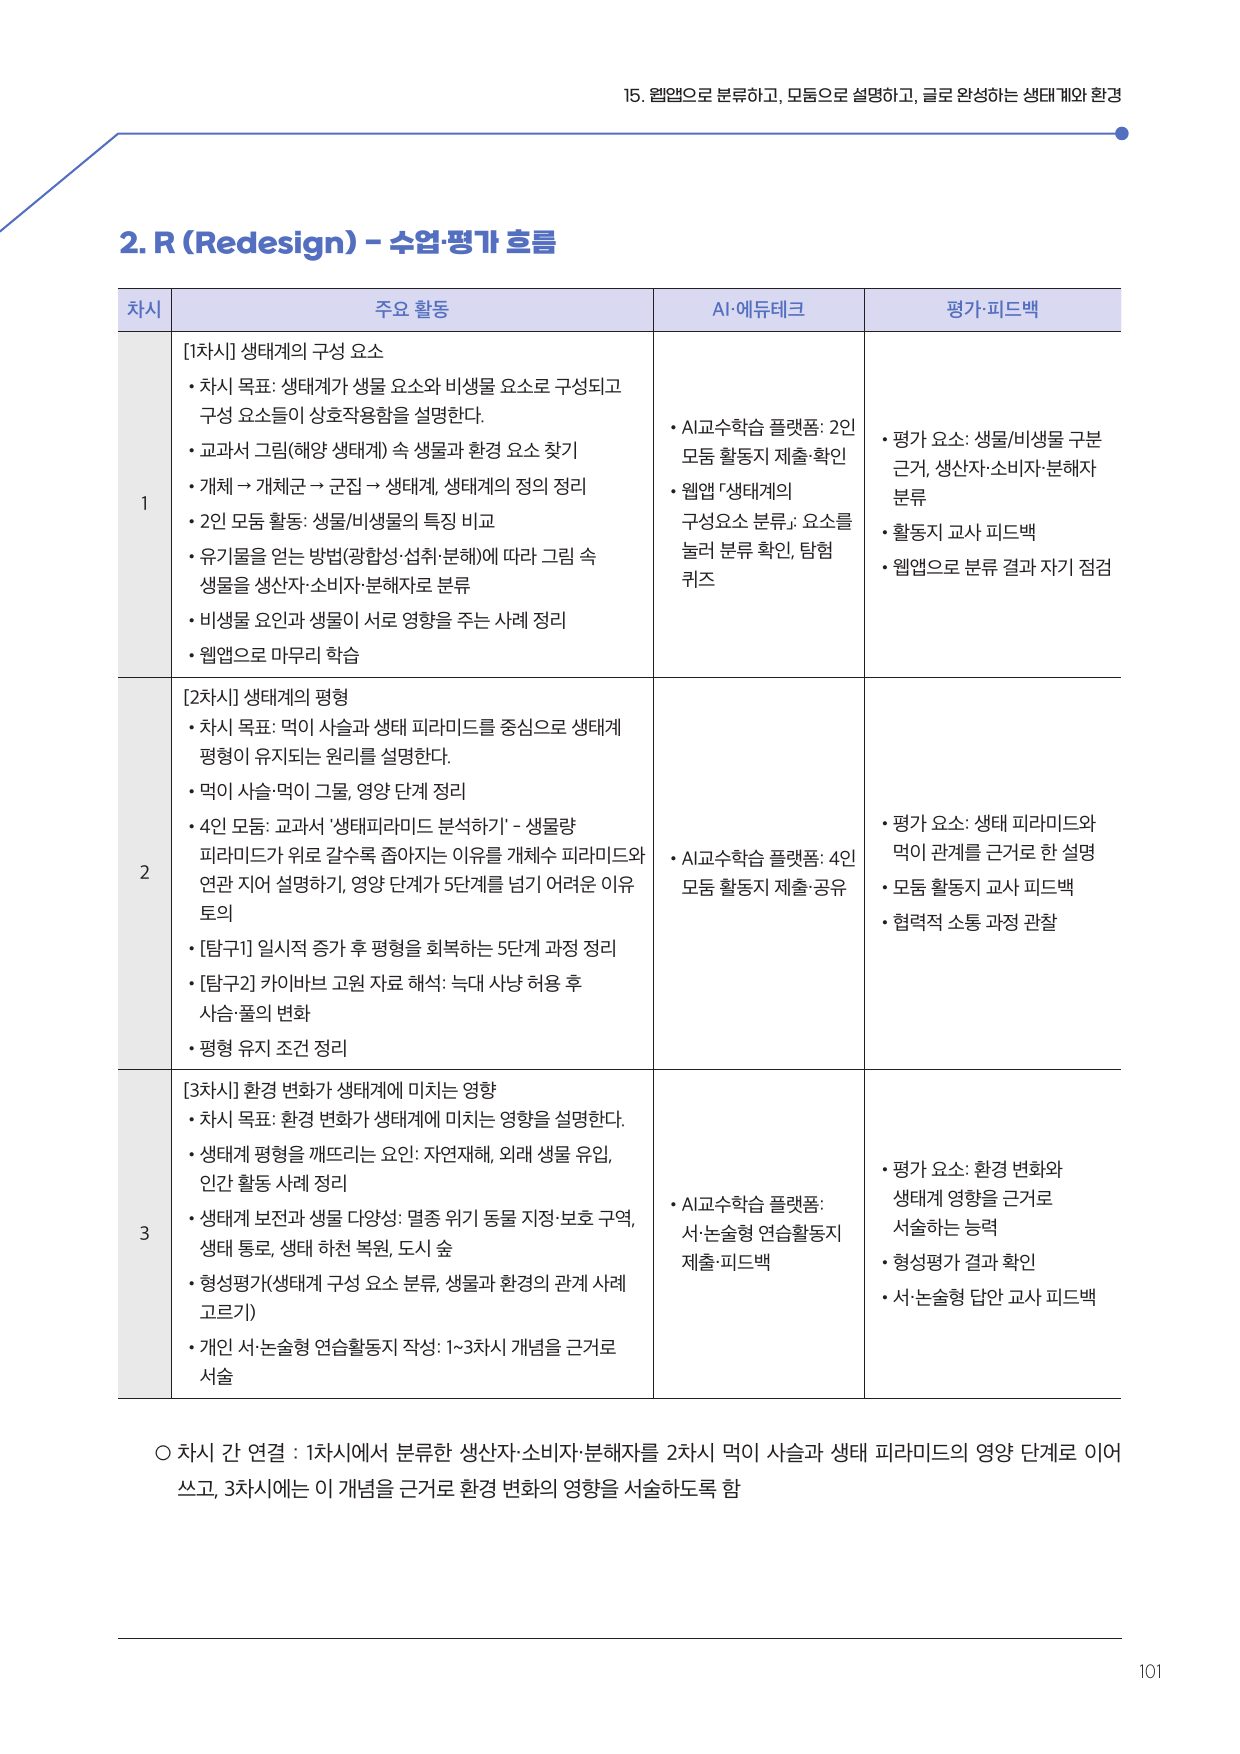 15. 웹앱으로 분류하고, 모둠으로 설명하고, 글로 완성하는 생태계와 환경
2. R (Redesign) – 수업·평가 흐름
차시
주요 활동
AI·에듀테크
평가·피드백
1
[1차시] 생태계의 구성 요소
• 차시 목표: 생태계가 생물 요소와 비생물 요소로 구성되고
구성 요소들이 상호작용함을 설명한다.
• 교과서 그림(해양 생태계) 속 생물과 환경 요소 찾기
• 개체 → 개체군 → 군집 → 생태계, 생태계의 정의 정리
• 2인 모둠 활동: 생물/비생물의 특징 비교
• 유기물을 얻는 방법(광합성·섭취·분해)에 따라 그림 속
생물을 생산자·소비자·분해자로 분류
• 비생물 요인과 생물이 서로 영향을 주는 사례 정리
• 웹앱으로 마무리 학습
• AI교수학습 플랫폼: 2인
모둠 활동지 제출·확인
• 웹앱 ｢생태계의
구성요소 분류｣: 요소를
눌러 분류 확인, 탐험
퀴즈
• 평가 요소: 생물/비생물 구분
근거, 생산자·소비자·분해자
분류
• 활동지 교사 피드백
• 웹앱으로 분류 결과 자기 점검
2
[2차시] 생태계의 평형
• 차시 목표: 먹이 사슬과 생태 피라미드를 중심으로 생태계
평형이 유지되는 원리를 설명한다.
• 먹이 사슬·먹이 그물, 영양 단계 정리
• 4인 모둠: 교과서 '생태피라미드 분석하기' - 생물량
피라미드가 위로 갈수록 좁아지는 이유를 개체수 피라미드와
연관 지어 설명하기, 영양 단계가 5단계를 넘기 어려운 이유
토의
• [탐구1] 일시적 증가 후 평형을 회복하는 5단계 과정 정리
• [탐구2] 카이바브 고원 자료 해석: 늑대 사냥 허용 후
사슴·풀의 변화
• 평형 유지 조건 정리
• AI교수학습 플랫폼: 4인
모둠 활동지 제출·공유
• 평가 요소: 생태 피라미드와
먹이 관계를 근거로 한 설명
• 모둠 활동지 교사 피드백
• 협력적 소통 과정 관찰
3
[3차시] 환경 변화가 생태계에 미치는 영향
• 차시 목표: 환경 변화가 생태계에 미치는 영향을 설명한다.
• 생태계 평형을 깨뜨리는 요인: 자연재해, 외래 생물 유입,
인간 활동 사례 정리
• 생태계 보전과 생물 다양성: 멸종 위기 동물 지정·보호 구역,
생태 통로, 생태 하천 복원, 도시 숲
• 형성평가(생태계 구성 요소 분류, 생물과 환경의 관계 사례
고르기)
• 개인 서·논술형 연습활동지 작성: 1~3차시 개념을 근거로
서술
• AI교수학습 플랫폼:
서·논술형 연습활동지
제출·피드백
• 평가 요소: 환경 변화와
생태계 영향을 근거로
서술하는 능력
• 형성평가 결과 확인
• 서·논술형 답안 교사 피드백
○ 차시 간 연결 : 1차시에서 분류한 생산자·소비자·분해자를 2차시 먹이 사슬과 생태 피라미드의 영양 단계로 이어
쓰고, 3차시에는 이 개념을 근거로 환경 변화의 영향을 서술하도록 함
101